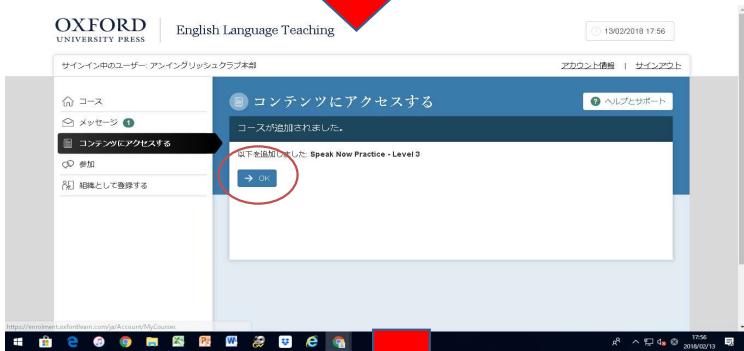 OXFORD
UNIVERSITY PRESS
English Language Teaching
13/02/2018 17:56
サインイン中のユーザー: アンイングリッシュクラブ本部
アカウント情報 | サインアウト
コース
メッセージ 1
コンテンツにアクセスする
参加
組織として登録する
コンテンツにアクセスする
ヘルプとサポート
コースが追加されました。
以下を追加しました: Speak Now Practice - Level 3
→ OK
https://enrolment.oxfordlearn.com/ja/Account/MyCourses
17:56
2018/02/13